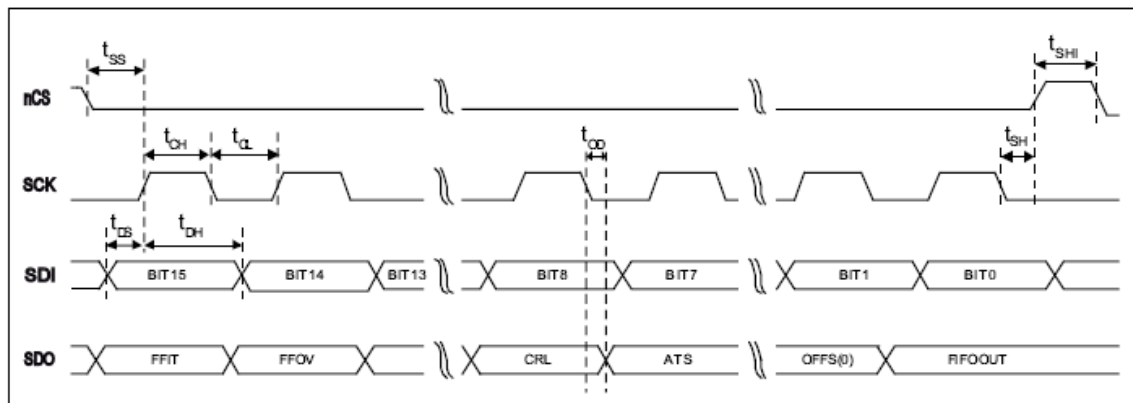 tSS
tSHI
nCS
tCH
tCL
tOD
tSH
SCK
tDS
tDH
SDI BIT15 BIT14 BIT13 BIT8 BIT7 BIT1 BIT0
SDO FFIT FFOV CRL ATS OFFS(0) FIFOOUT